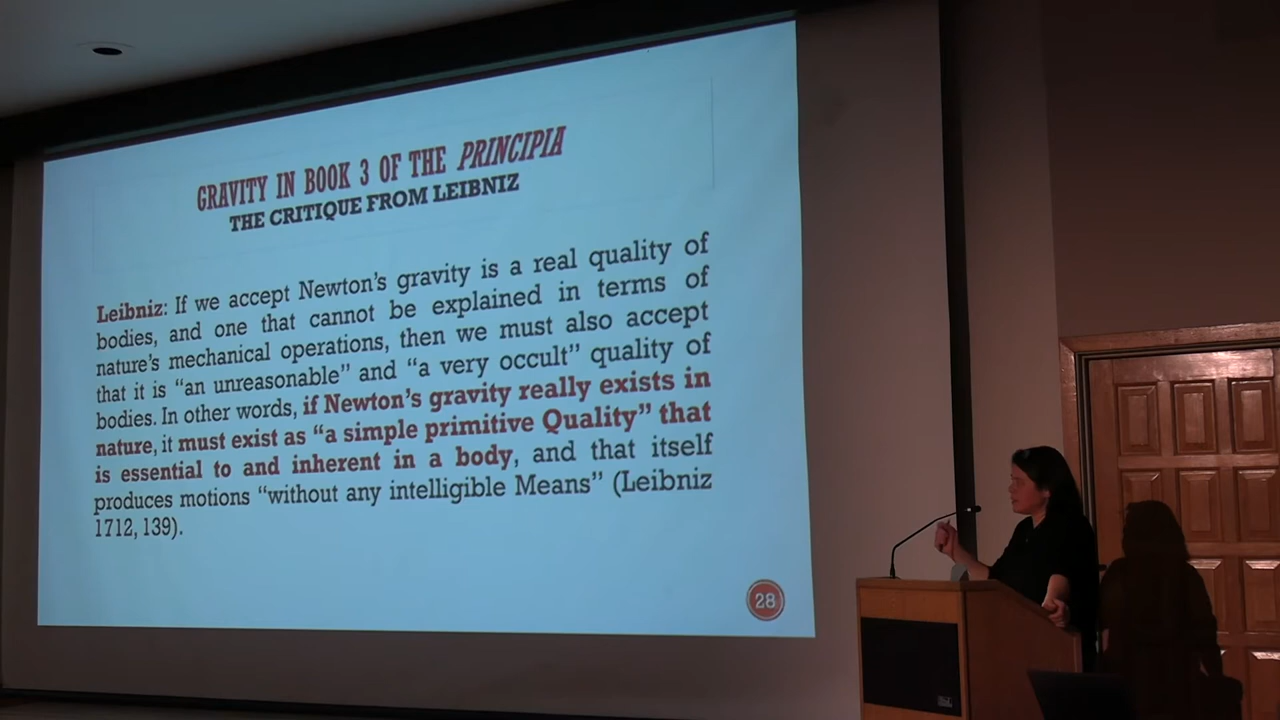 GRAVITY IN BOOK 3 OF THE PRINCIPIA
THE CRITIQUE FROM LEIBNIZ
Leibniz: If we accept Newton’s gravity is a real quality of
bodies, and one that cannot be explained in terms of
nature’s mechanical operations, then we must also accept
that it is “an unreasonable” and “a very occult” quality of
bodies. In other words, if Newton’s gravity really exists in
nature, it must exist as “a simple primitive Quality” that
is essential to and inherent in a body, and that itself
produces motions “without any intelligible Means” (Leibniz
1712, 139).
28